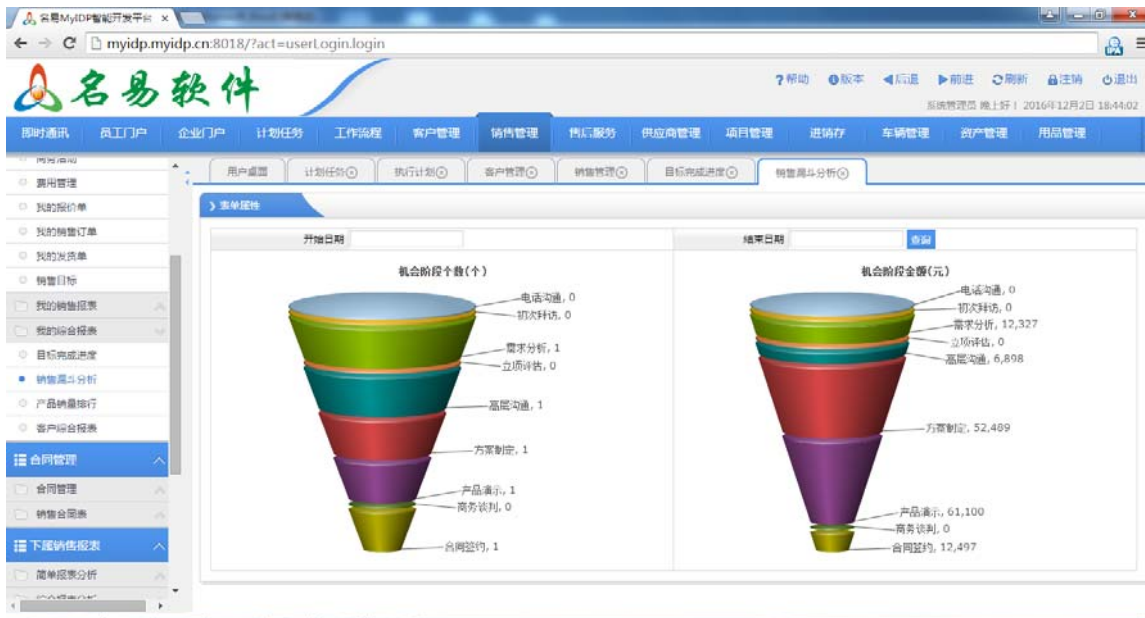 名易MyIDP智能开发平台
myidp.myidp.cn:8018/?act=userLogin.login
名易软件
帮助 版本 后退 前进 刷新 注销 退出
系统管理员 晚上好！ 2016年12月2日 18:44:02
即时通讯 员工门户 企业门户 计划任务 工作流程 客户管理 销售管理 售后服务 供应商管理 项目管理 进销存 车辆管理 资产管理 用品管理
用户桌面 计划任务 执行计划 客户管理 销售管理 目标完成进度 销售漏斗分析
商务活动
费用管理
我的报价单
我的销售订单
我的发货单
销售目标
我的销售报表
我的综合报表
目标完成进度
销售漏斗分析
产品销量排行
客户综合报表
合同管理
合同管理
销售合同表
下属销售报表
简单报表分析
综合报表分析
表单属性
开始日期 结束日期 查询
机会阶段个数(个)
电话沟通, 0
初次拜访, 0
需求分析, 1
立项评估, 0
高层沟通, 1
方案制定, 1
产品演示, 1
商务谈判, 0
合同签约, 1
机会阶段金额(元)
电话沟通, 0
初次拜访, 0
需求分析, 12,327
立项评估, 0
高层沟通, 6,898
方案制定, 52,489
产品演示, 61,100
商务谈判, 0
合同签约, 12,497